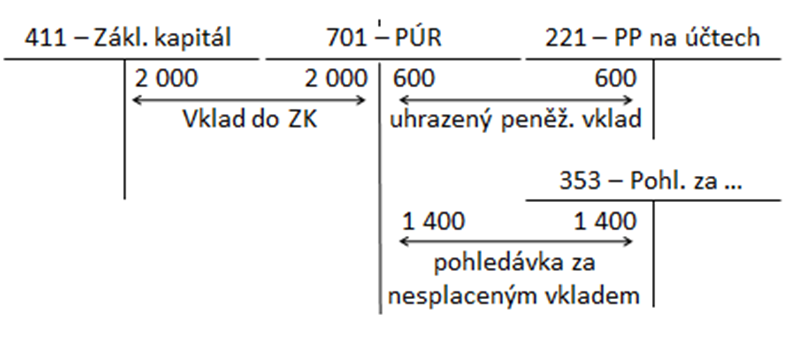 411 – Zákl. kapitál 701 – PÚR 221 – PP na účtech
2 000 2 000 600 600
Vklad do ZK uhrazený peněž. vklad
353 – Pohl. za ...
1 400 1 400
pohledávka za
nesplaceným vkladem